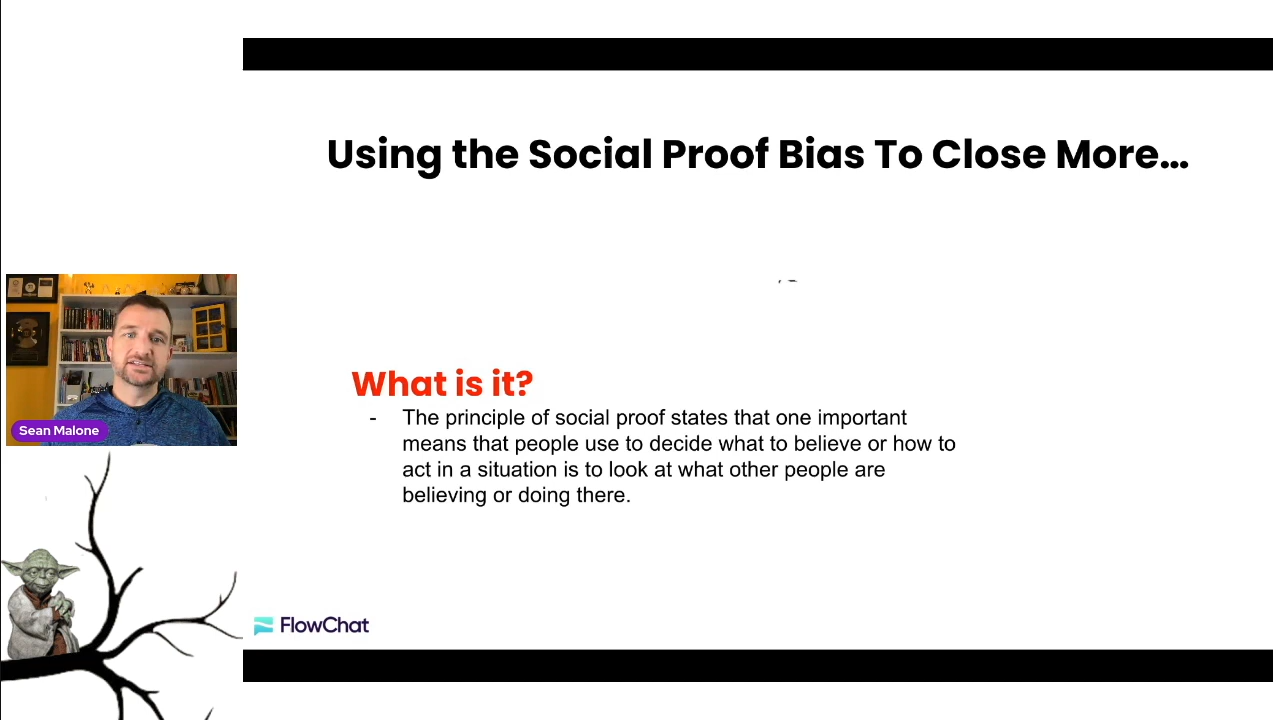 Using the Social Proof Bias To Close More...
What is it?
- The principle of social proof states that one important
means that people use to decide what to believe or how to
act in a situation is to look at what other people are
believing or doing there.
Sean Malone
FlowChat